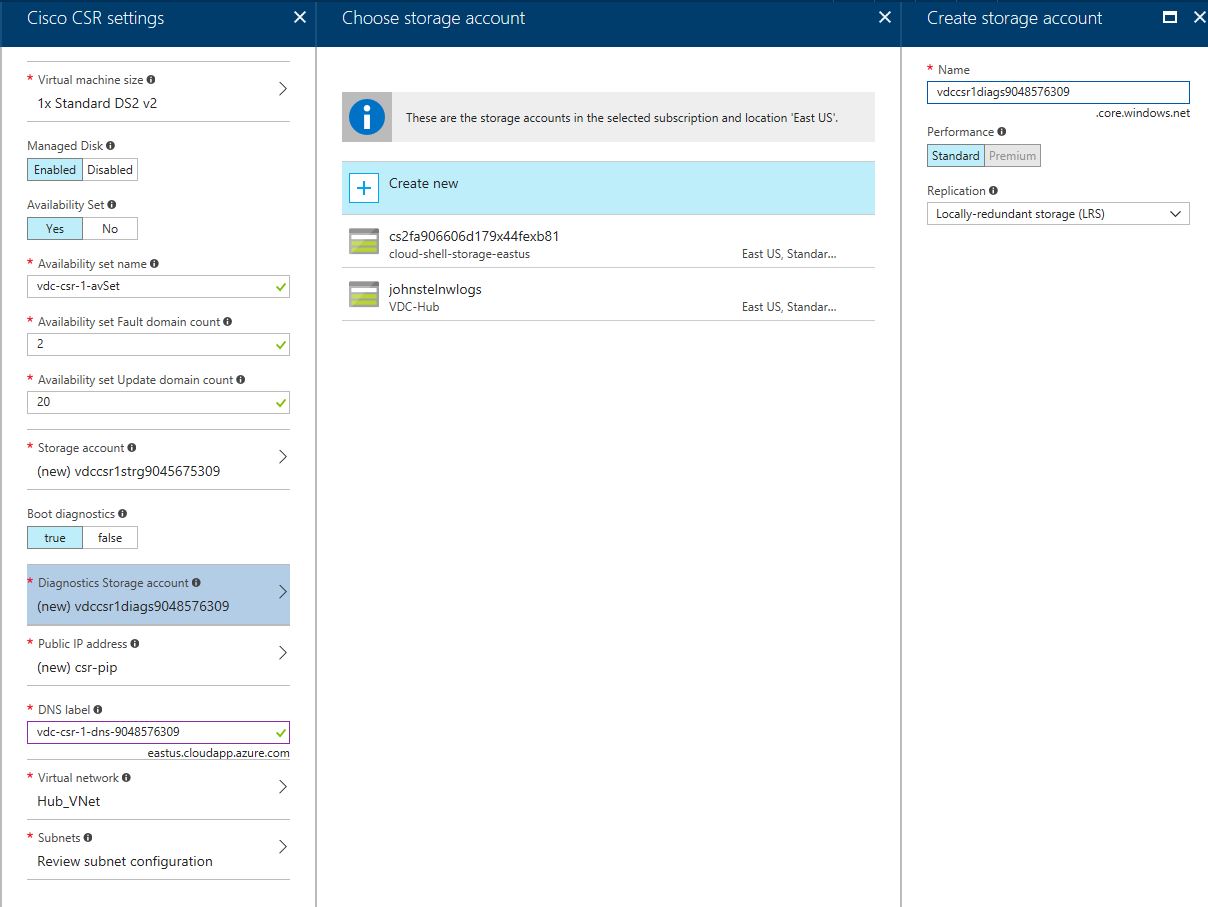 Cisco CSR settings
* Virtual machine size
1x Standard DS2 v2
Managed Disk
Enabled Disabled
Availability Set
Yes No
* Availability set name
vdc-csr-1-avSet
* Availability set Fault domain count
2
* Availability set Update domain count
20
* Storage account
(new) vdccsr1strg9045675309
Boot diagnostics
true false
* Diagnostics Storage account
(new) vdccsr1diags9048576309
* Public IP address
(new) csr-pip
* DNS label
vdc-csr-1-dns-9048576309
eastus.cloudapp.azure.com
* Virtual network
Hub_VNet
* Subnets
Review subnet configuration
Choose storage account
These are the storage accounts in the selected subscription and location 'East US'.
Create new
cs2fa906606d179x44fexb81
cloud-shell-storage-eastus
East US, Standar...
johnstelnwlogs
VDC-Hub
East US, Standar...
Create storage account
* Name
vdccsr1diags9048576309
.core.windows.net
Performance
Standard Premium
Replication
Locally-redundant storage (LRS)